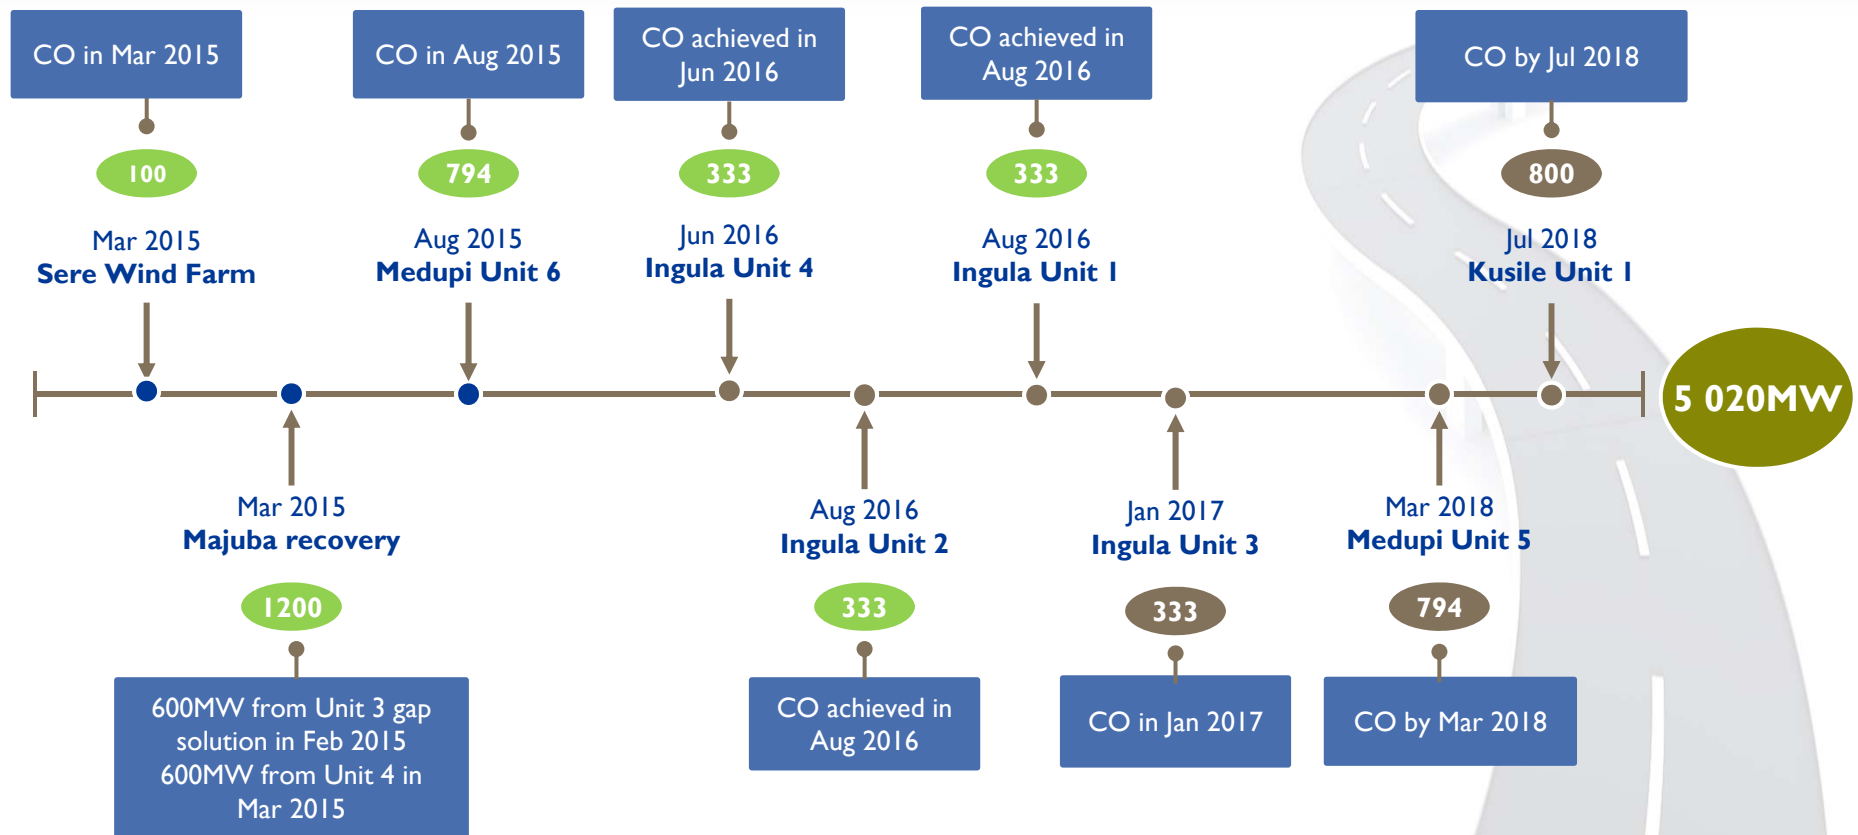 CO in Mar 2015
100
Mar 2015
Sere Wind Farm
Mar 2015
Majuba recovery
1200
600MW from Unit 3 gap
solution in Feb 2015
600MW from Unit 4 in
Mar 2015
CO in Aug 2015
794
Aug 2015
Medupi Unit 6
CO achieved in
Jun 2016
333
Jun 2016
Ingula Unit 4
Aug 2016
Ingula Unit 2
333
CO achieved in
Aug 2016
CO achieved in
Aug 2016
333
Aug 2016
Ingula Unit 1
Jan 2017
Ingula Unit 3
333
CO in Jan 2017
Mar 2018
Medupi Unit 5
794
CO by Mar 2018
CO by Jul 2018
800
Jul 2018
Kusile Unit 1
5 020MW